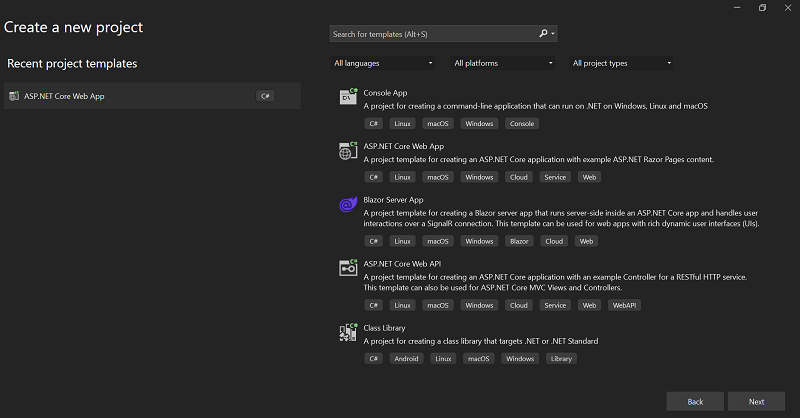 Create a new project
Recent project templates
ASP.NET Core Web App C#
Search for templates (Alt+S)
All languages All platforms All project types
Console App
A project for creating a command-line application that can run on .NET on Windows, Linux and macOS
C# Linux macOS Windows Console
ASP.NET Core Web App
A project template for creating an ASP.NET Core application with example ASP.NET Razor Pages content.
C# Linux macOS Windows Cloud Service Web
Blazor Server App
A project template for creating a Blazor server app that runs server-side inside an ASP.NET Core app and handles user
interactions over a SignalR connection. This template can be used for web apps with rich dynamic user interfaces (UIs).
C# Linux macOS Windows Blazor Cloud Web
ASP.NET Core Web API
A project template for creating an ASP.NET Core application with an example Controller for a RESTful HTTP service.
This template can also be used for ASP.NET Core MVC Views and Controllers.
C# Linux macOS Windows Cloud Service Web WebAPI
Class Library
A project for creating a class library that targets .NET or .NET Standard
C# Android Linux macOS Windows Library
Back Next